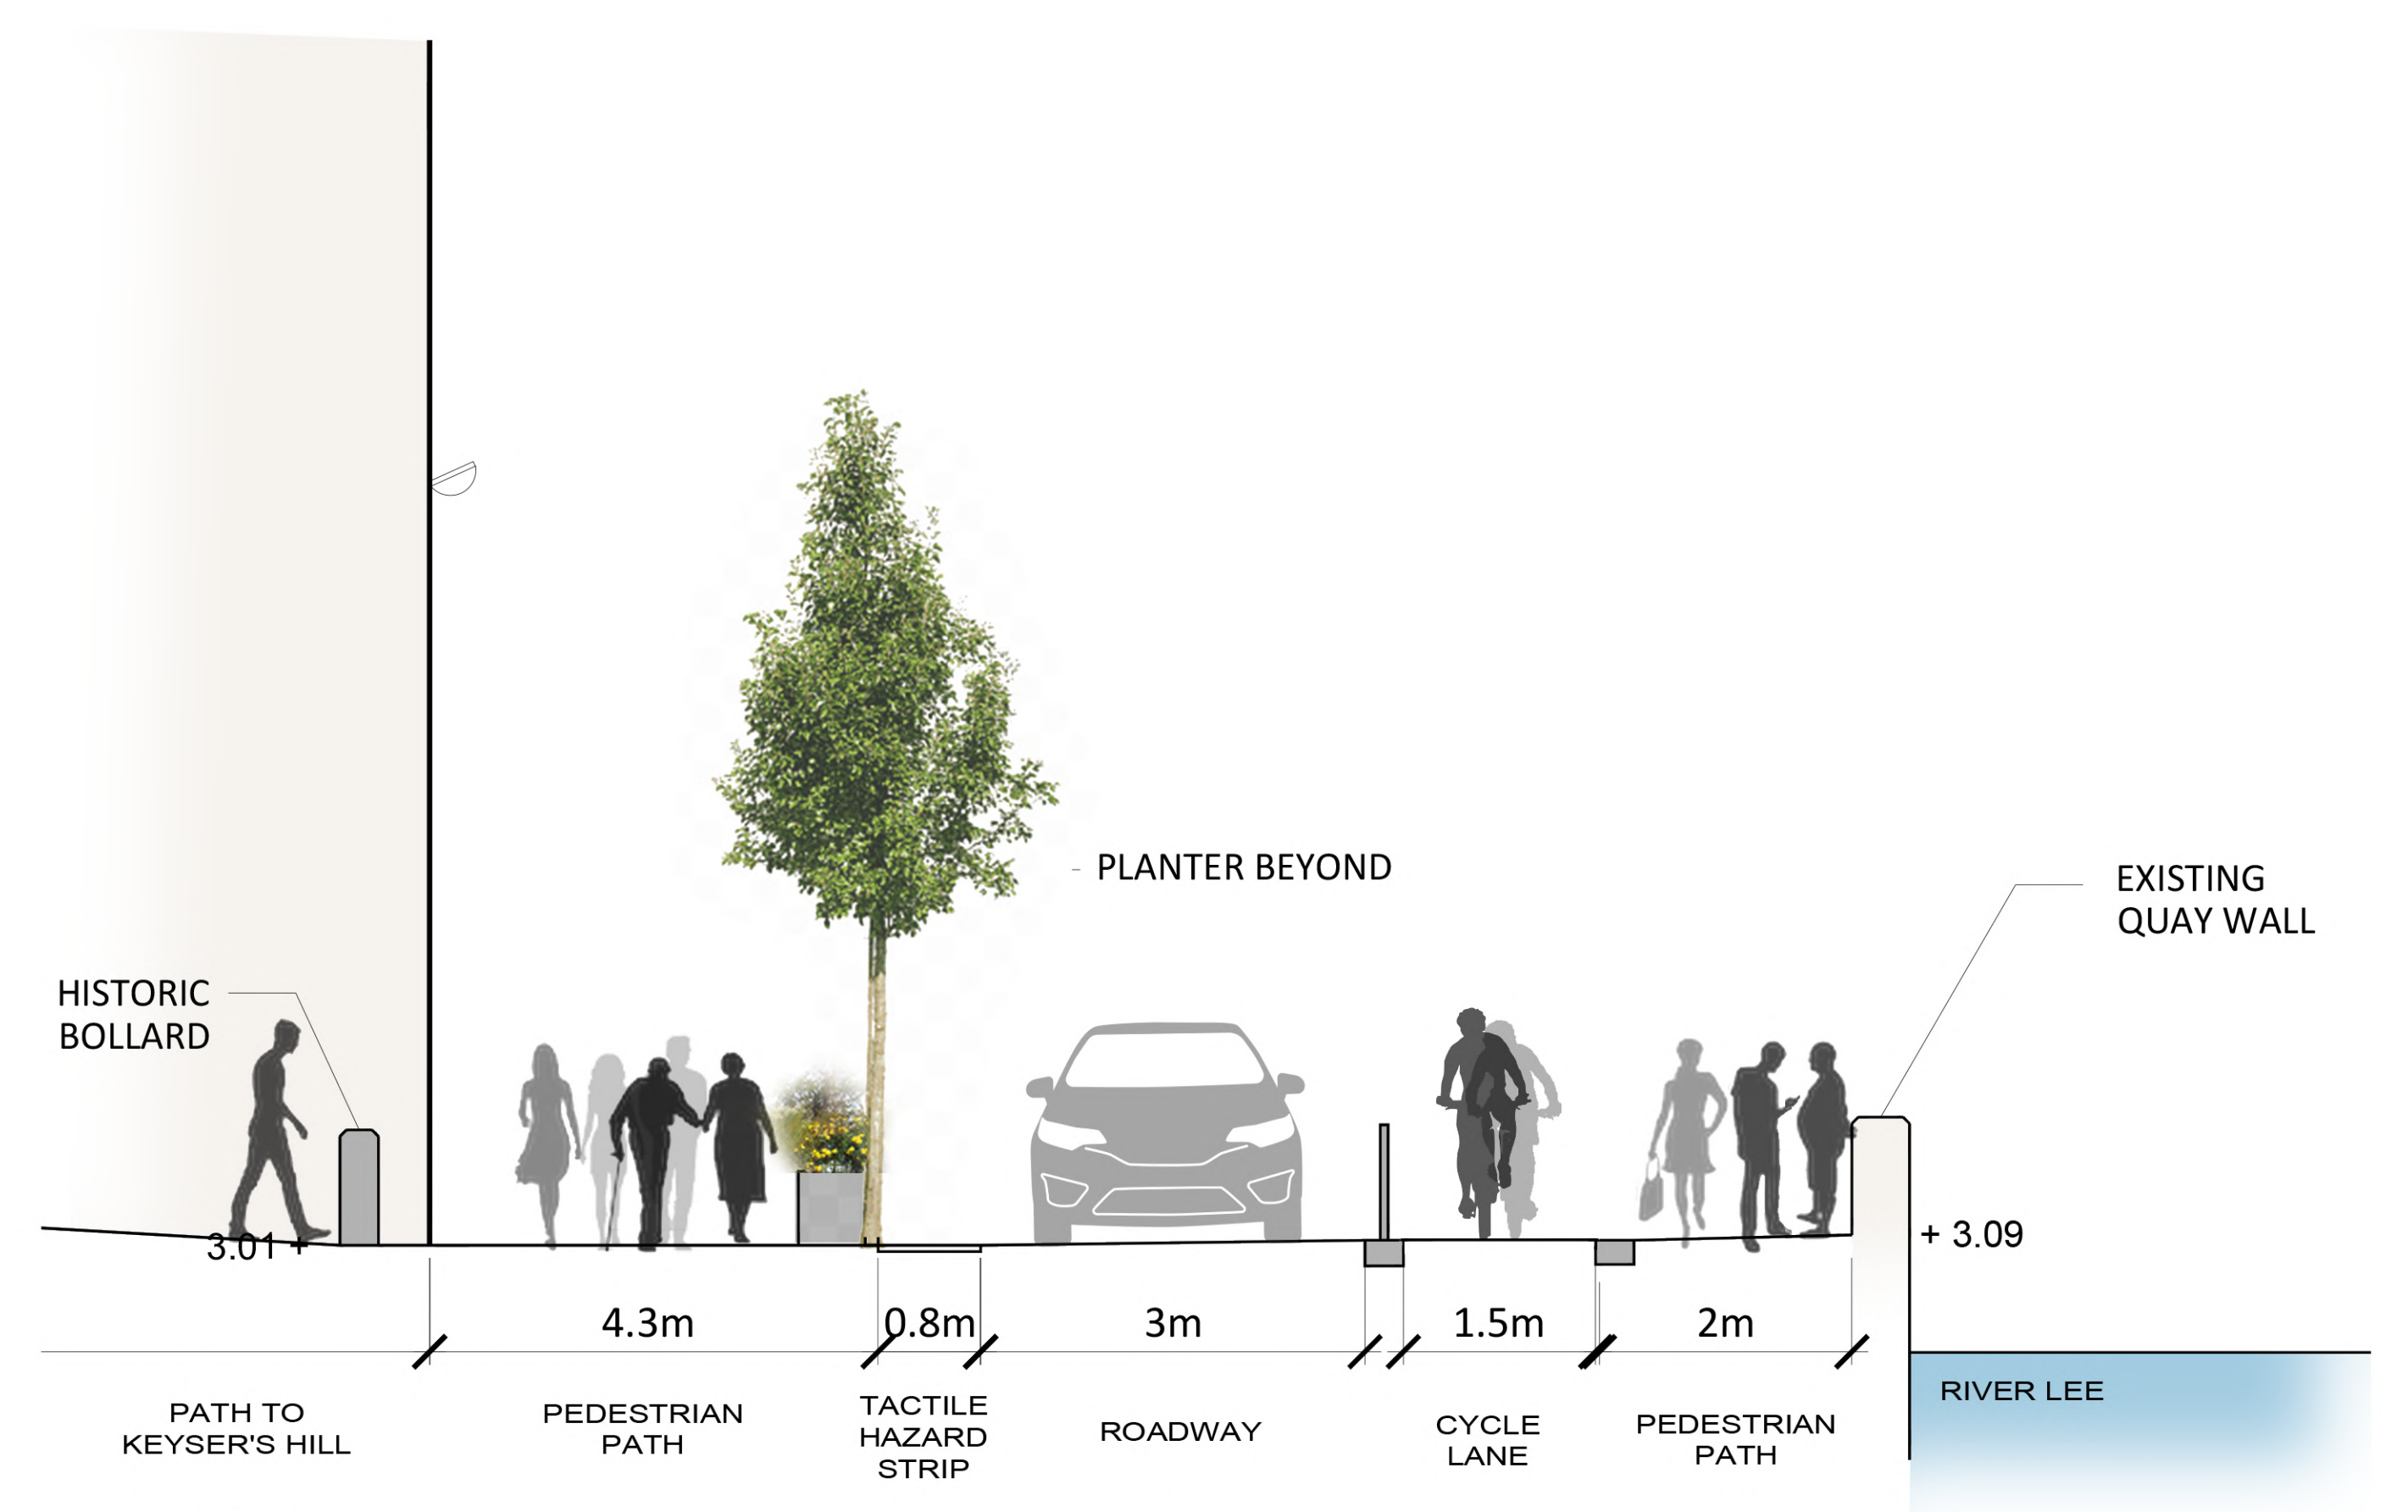 PLANTER BEYOND
EXISTING
QUAY WALL
HISTORIC
BOLLARD
3.01 +
+ 3.09
4.3m
0.8m
3m
1.5m
2m
PATH TO
KEYSER'S HILL
PEDESTRIAN
PATH
TACTILE
HAZARD
STRIP
ROADWAY
CYCLE
LANE
PEDESTRIAN
PATH
RIVER LEE